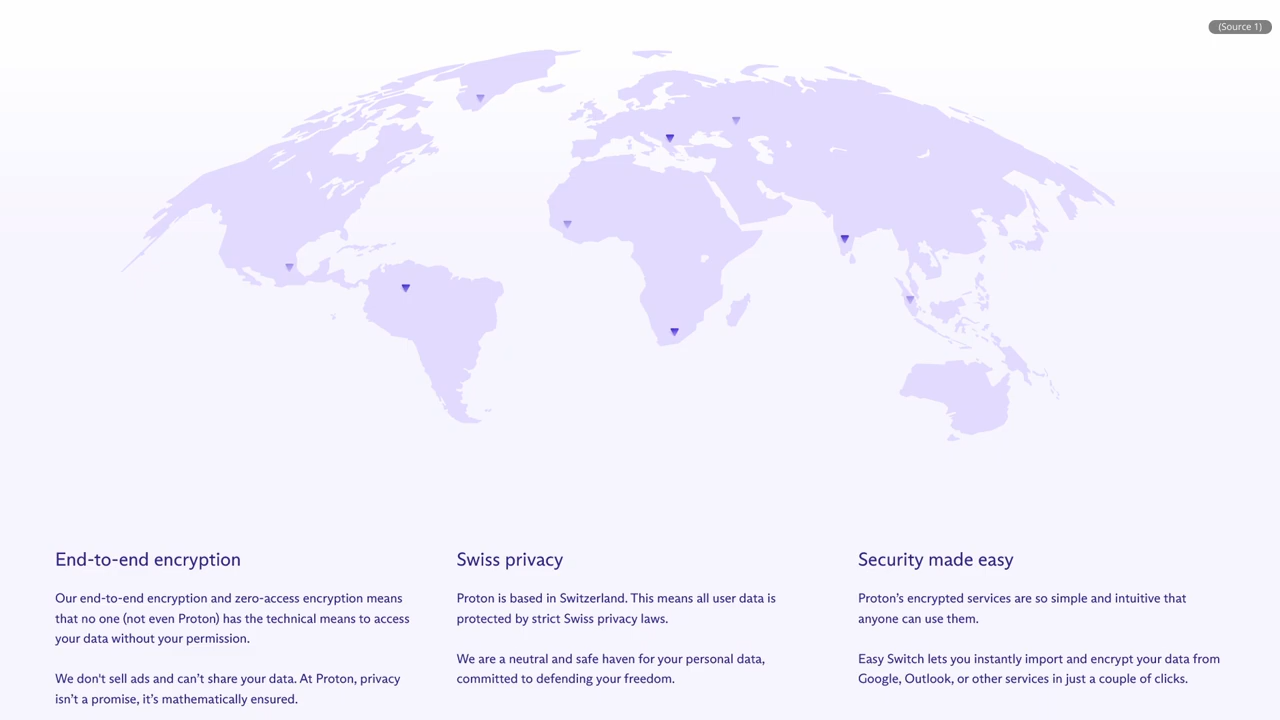 (Source 1)
End-to-end encryption
Our end-to-end encryption and zero-access encryption means
that no one (not even Proton) has the technical means to access
your data without your permission.
We don't sell ads and can’t share your data. At Proton, privacy
isn’t a promise, it’s mathematically ensured.
Swiss privacy
Proton is based in Switzerland. This means all user data is
protected by strict Swiss privacy laws.
We are a neutral and safe haven for your personal data,
committed to defending your freedom.
Security made easy
Proton’s encrypted services are so simple and intuitive that
anyone can use them.
Easy Switch lets you instantly import and encrypt your data from
Google, Outlook, or other services in just a couple of clicks.